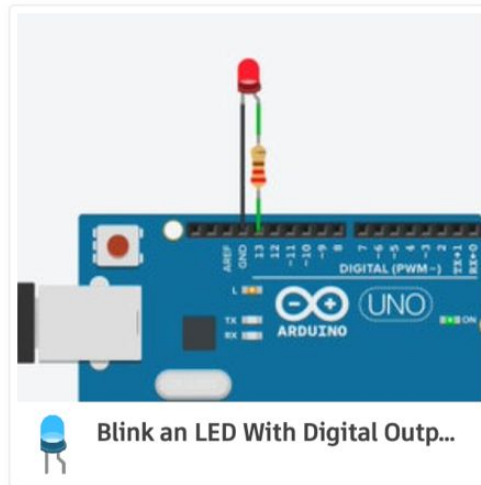 AREF
GND
13
12
~11
~10
~9
8
7
~6
~5
4
~3
2
TX→1
RX←0
DIGITAL (PWM~)
L
TX
RX
ARDUINO
UNO
ON
Blink an LED With Digital Outp...